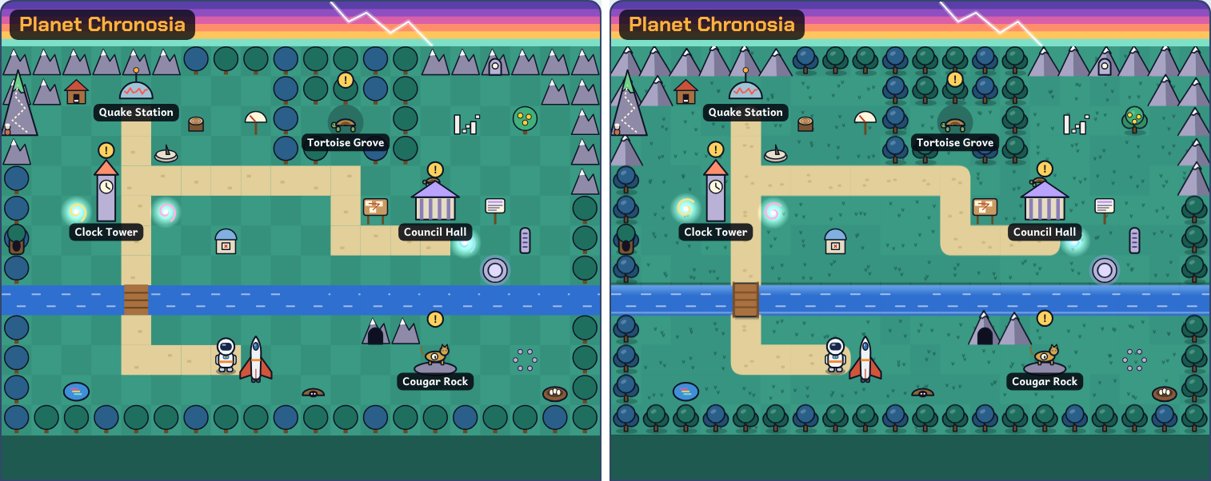 Planet Chronosia
Quake Station
!
Tortoise Grove
!
!
Clock Tower
Council Hall
!
Cougar Rock
Planet Chronosia
Quake Station
!
Tortoise Grove
!
!
Clock Tower
Council Hall
!
Cougar Rock